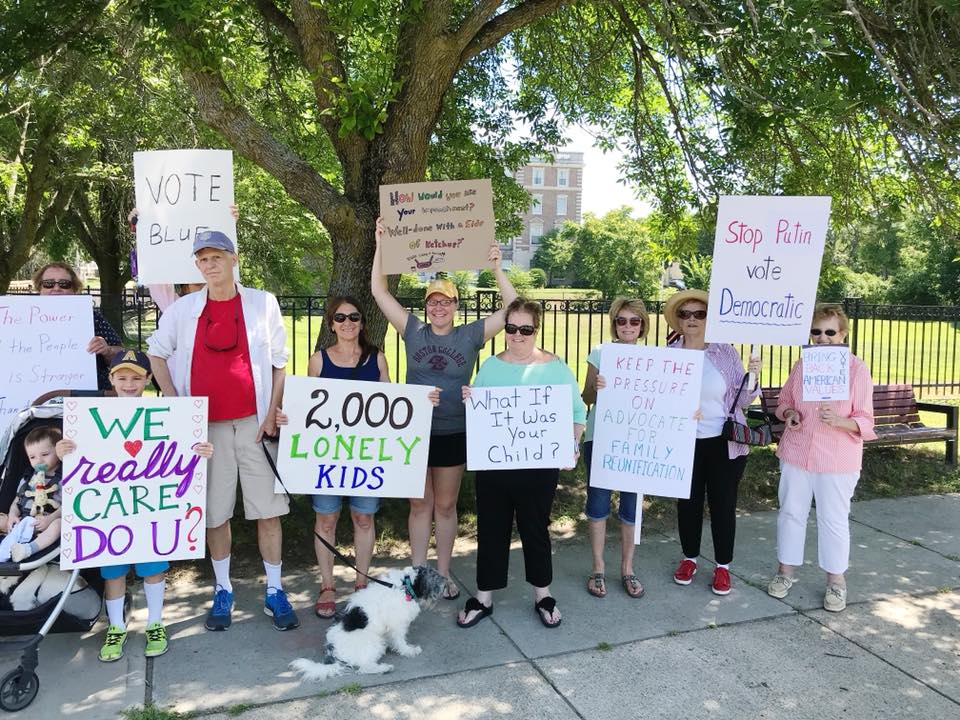 The Power
the People
is Stronger
Than
VOTE
BLUE
WE
really
CARE,
DO U?
HOW would you like
Your impeachment?
Well-done with a Side
Of Ketchup?
2,000
LONELY
KIDS
BOSTON COLLEGE
What If
It Was
Your
Child?
KEEP THE
PRESSURE
ON
ADVOCATE
FOR
FAMILY
REUNIFICATION
Stop Putin
vote
Democratic
BRING
BACK
AMERICAN
VALUES